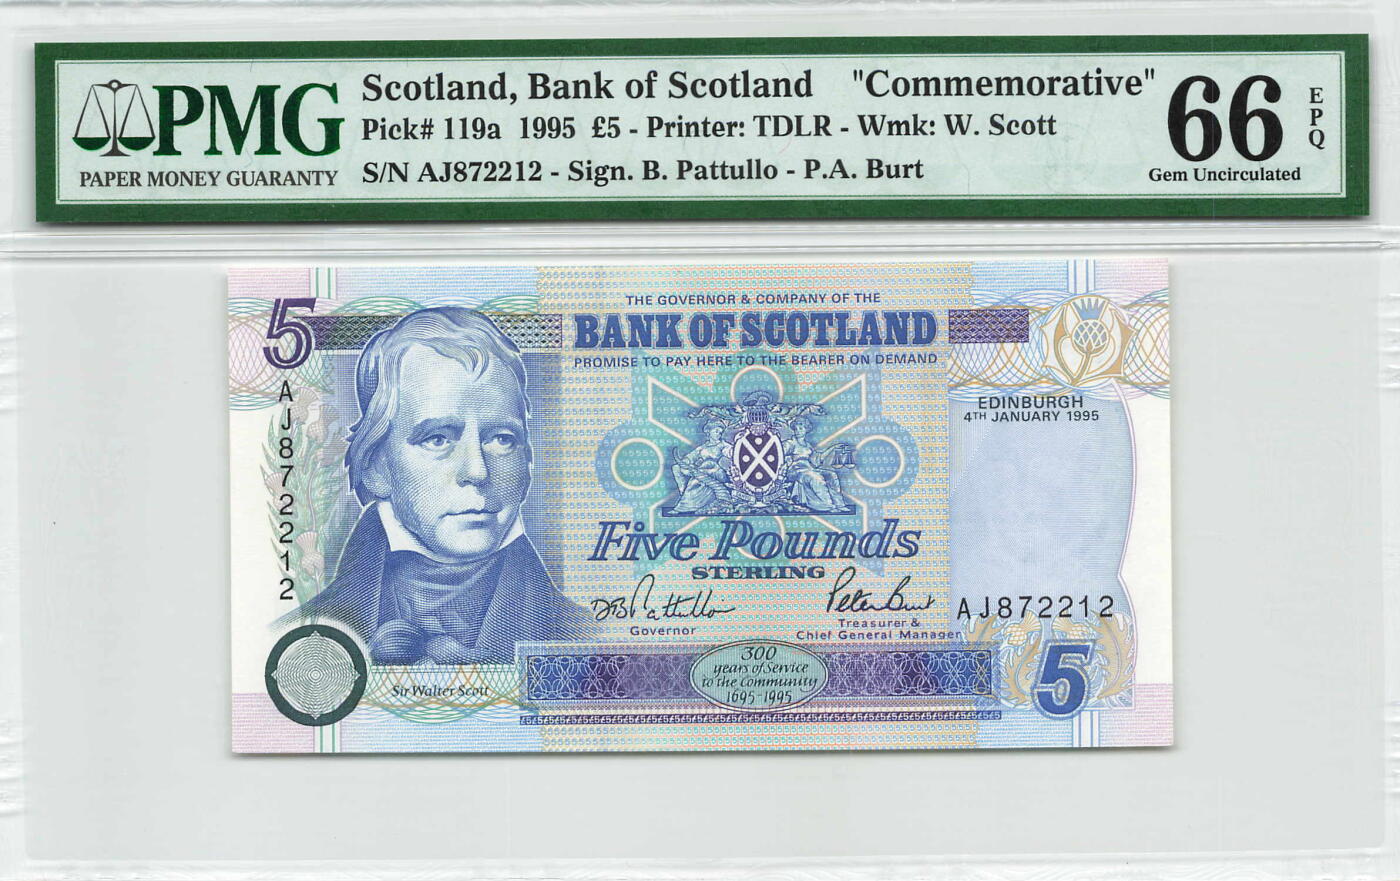 PMG
PAPER MONEY GUARANTY
Scotland, Bank of Scotland "Commemorative"
Pick# 119a 1995 £5 - Printer: TDLR - Wmk: W. Scott
S/N AJ872212 - Sign. B. Pattullo - P.A. Burt
66
EPQ
Gem Uncirculated
5
THE GOVERNOR & COMPANY OF THE
BANK OF SCOTLAND
PROMISE TO PAY HERE TO THE BEARER ON DEMAND
EDINBURGH
4TH JANUARY 1995
AJ872212
Five Pounds
STERLING
Peter Burt
Governor
Treasurer &
Chief General Manager
AJ872212
Sir Walter Scott
300
years of Service
to the Community
1695-1995
5